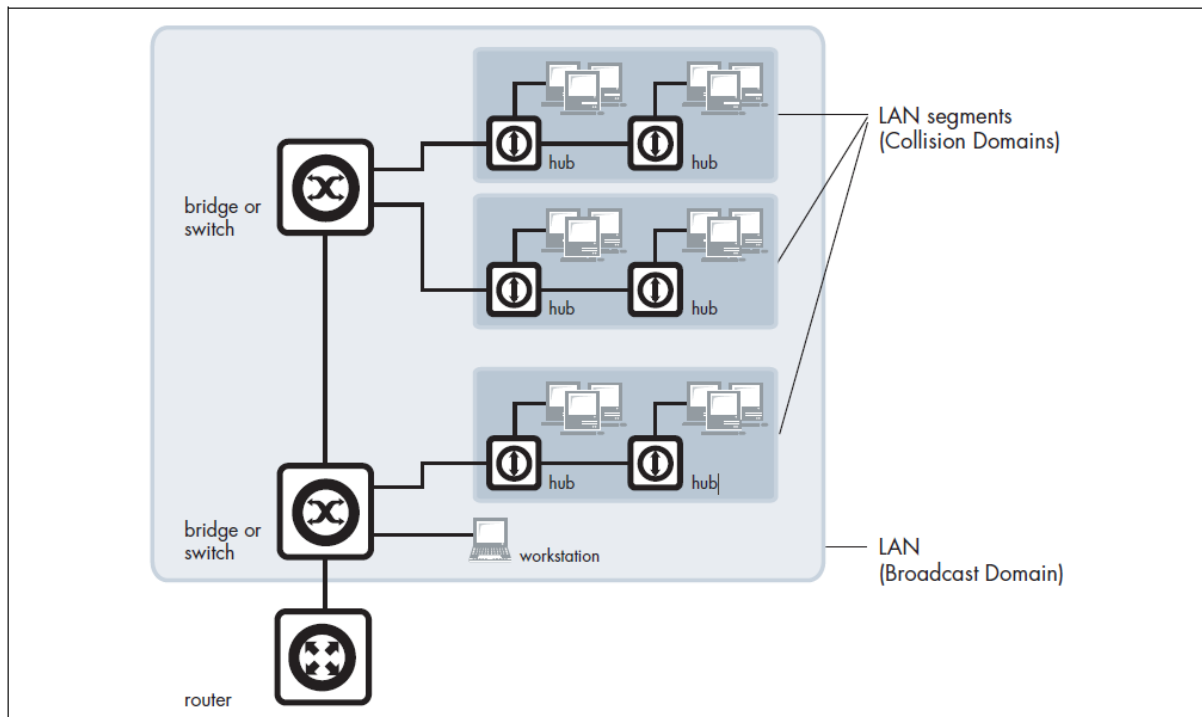 hub
hub
LAN segments
(Collision Domains)
bridge or
switch
hub
hub
hub
hub
bridge or
switch
workstation
LAN
(Broadcast Domain)
router